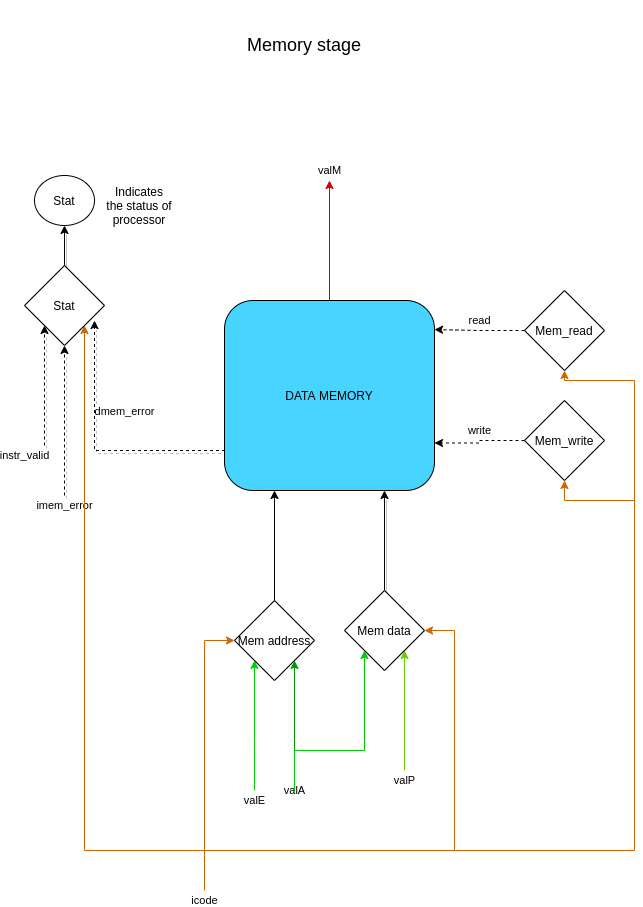 Memory stage
valM
Stat
Indicates
the status of
processor
Stat
read
Mem_read
DATA MEMORY
dmem_error
write
Mem_write
instr_valid
imem_error
Mem address
Mem data
valE
valA
valP
icode